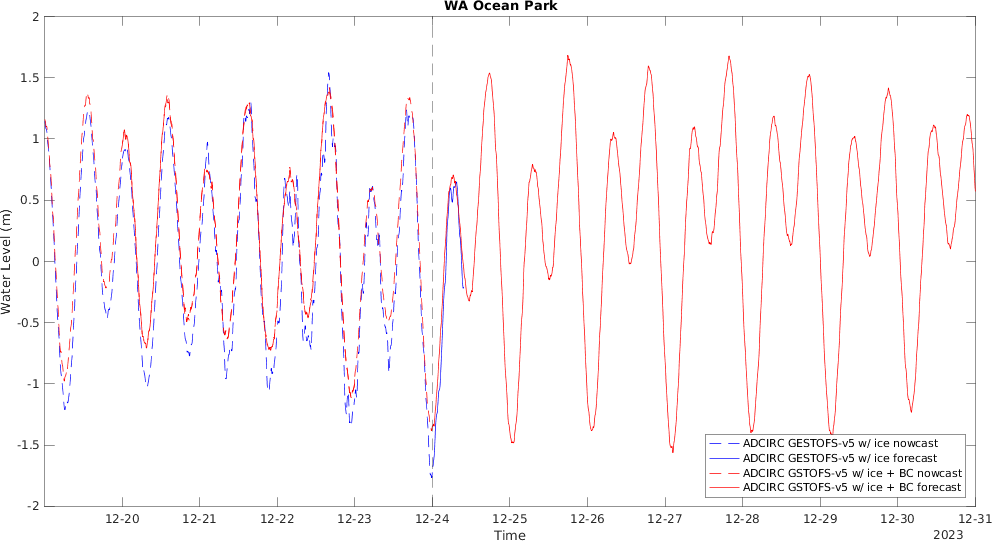 WA Ocean Park
2
1.5
1
0.5
0
-0.5
-1
-1.5
-2
Water Level (m)
ADCIRC GESTOFS-v5 w/ ice nowcast
ADCIRC GESTOFS-v5 w/ ice forecast
ADCIRC GSTOFS-v5 w/ ice + BC nowcast
ADCIRC GSTOFS-v5 w/ ice + BC forecast
12-20 12-21 12-22 12-23 12-24 12-25 12-26 12-27 12-28 12-29 12-30 12-31
Time
2023